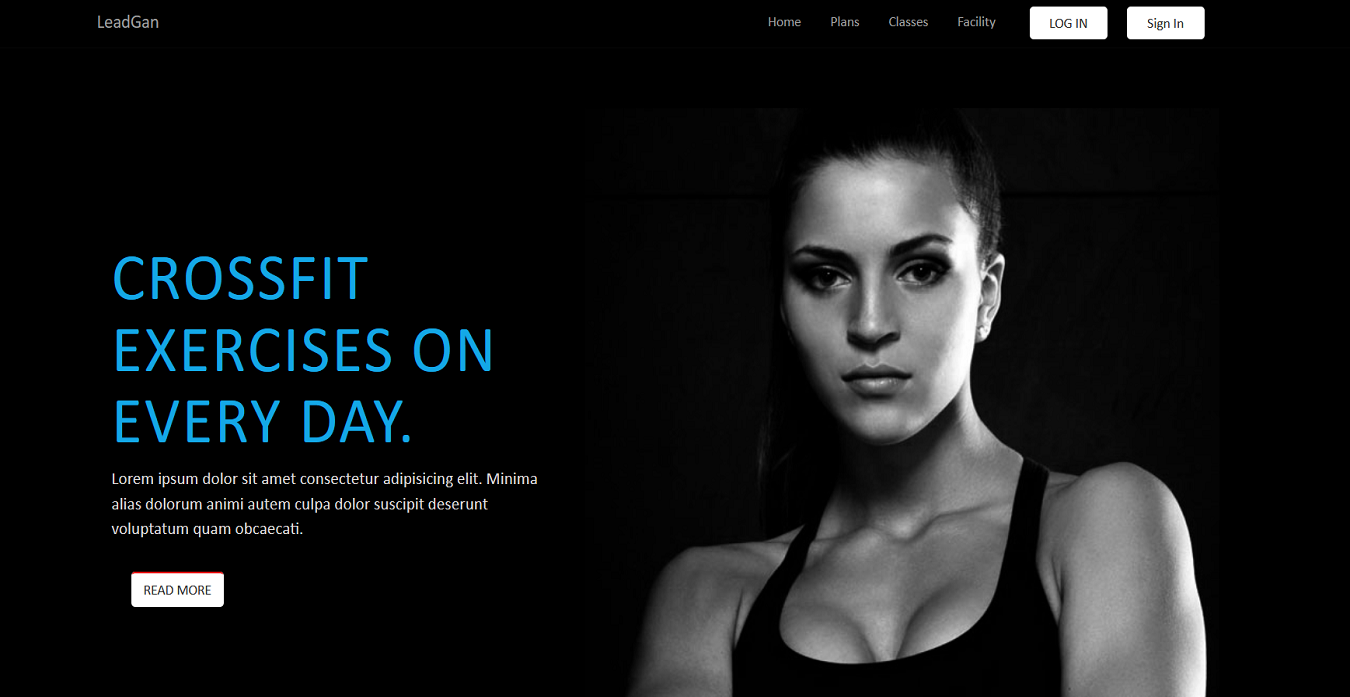 LeadGan
Home
Plans
Classes
Facility
LOG IN
Sign In
CROSSFIT
EXERCISES ON
EVERY DAY.
Lorem ipsum dolor sit amet consectetur adipisicing elit. Minima
alias dolorum animi autem culpa dolor suscipit deserunt
voluptatum quam obcaecati.
READ MORE